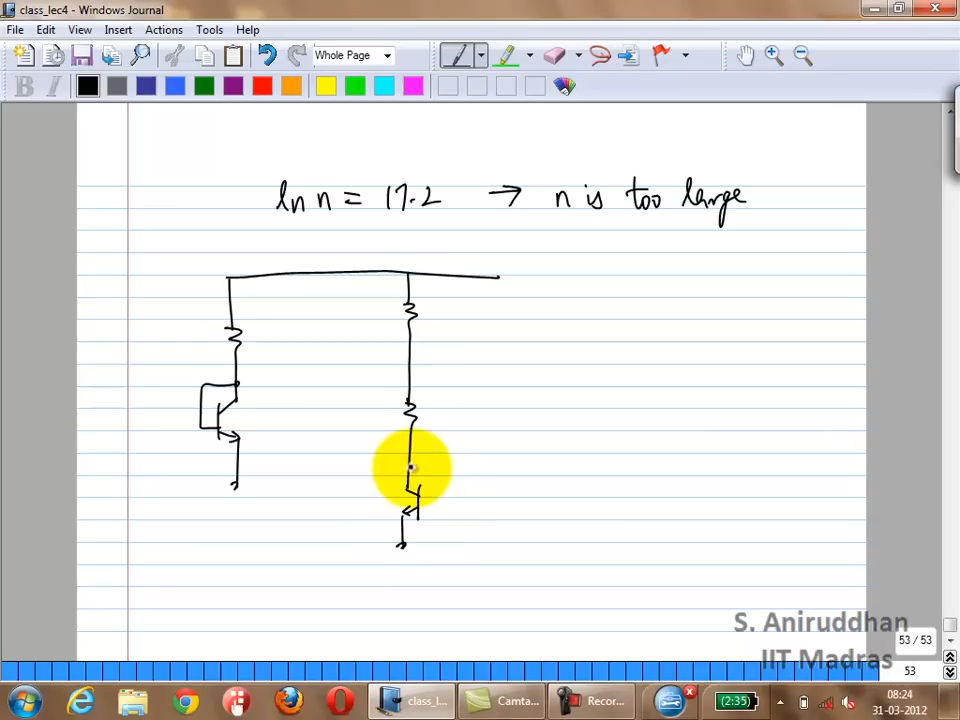 class_lec4 - Windows Journal
File Edit View Insert Actions Tools Help
Whole Page
B I
ln n = 17.2 → n is too large
S. Aniruddhan
IIT Madras
53 / 53
53
class_l... Camta... Recor... (2:35) 08:24
31-03-2012